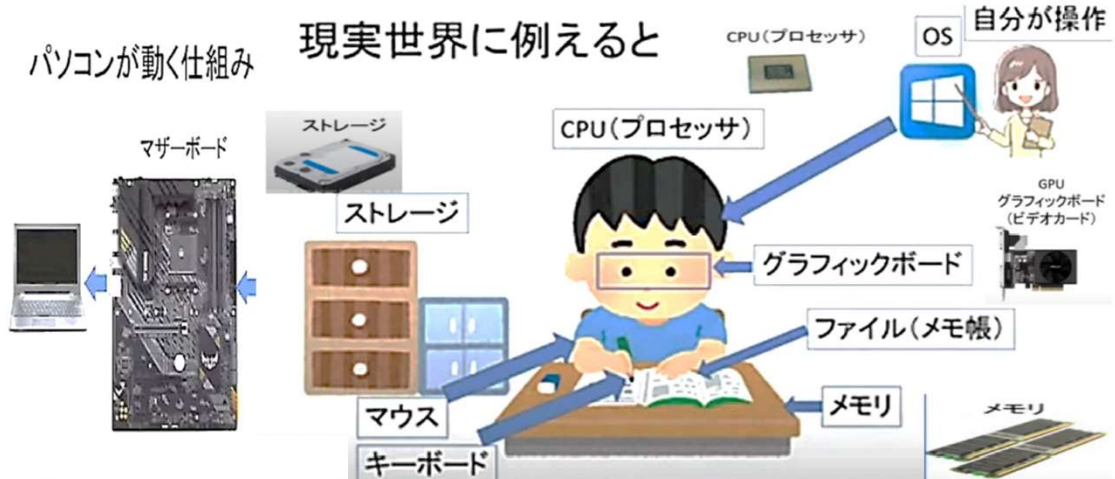 パソコンが動く仕組み
現実世界に例えると
CPU(プロセッサ)
OS
自分が操作
マザーボード
ストレージ
CPU(プロセッサ)
ストレージ
GPU
グラフィックボード
(ビデオカード)
グラフィックボード
ファイル(メモ帳)
マウス
メモリ
メモリ
キーボード